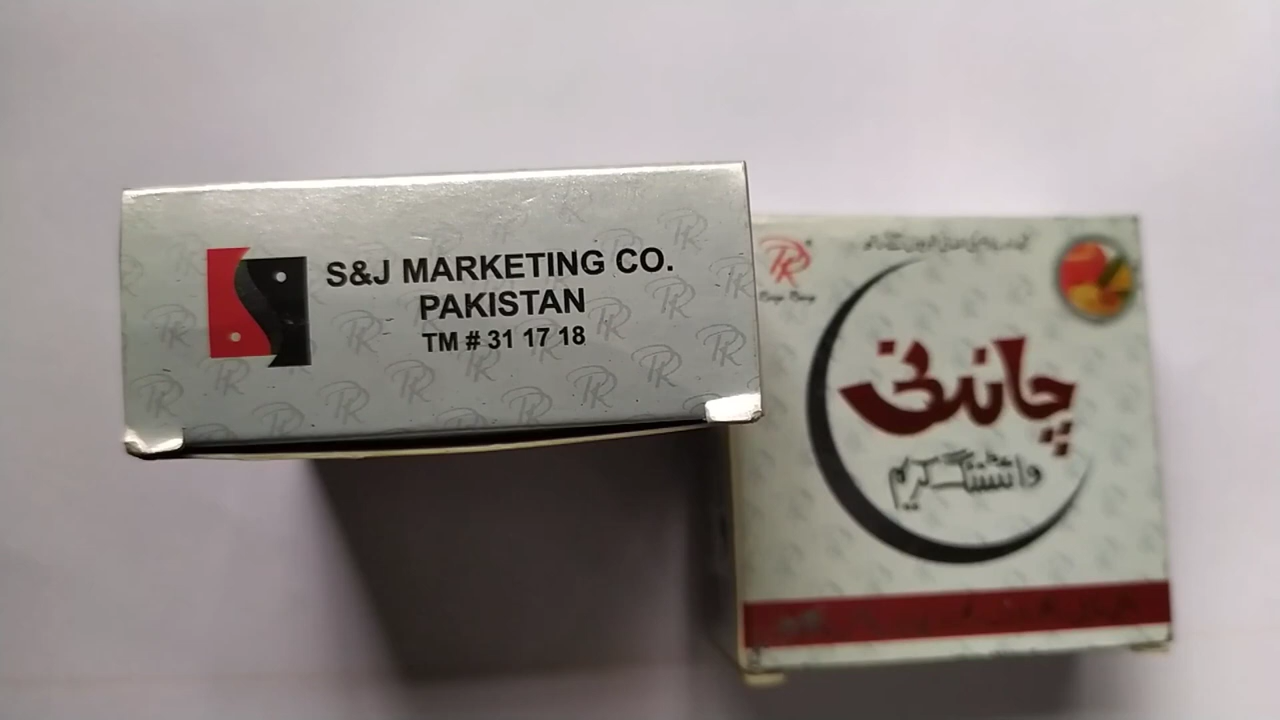 S&J MARKETING CO.
PAKISTAN
TM # 31 17 18
چاندنی
وائٹننگ کریم